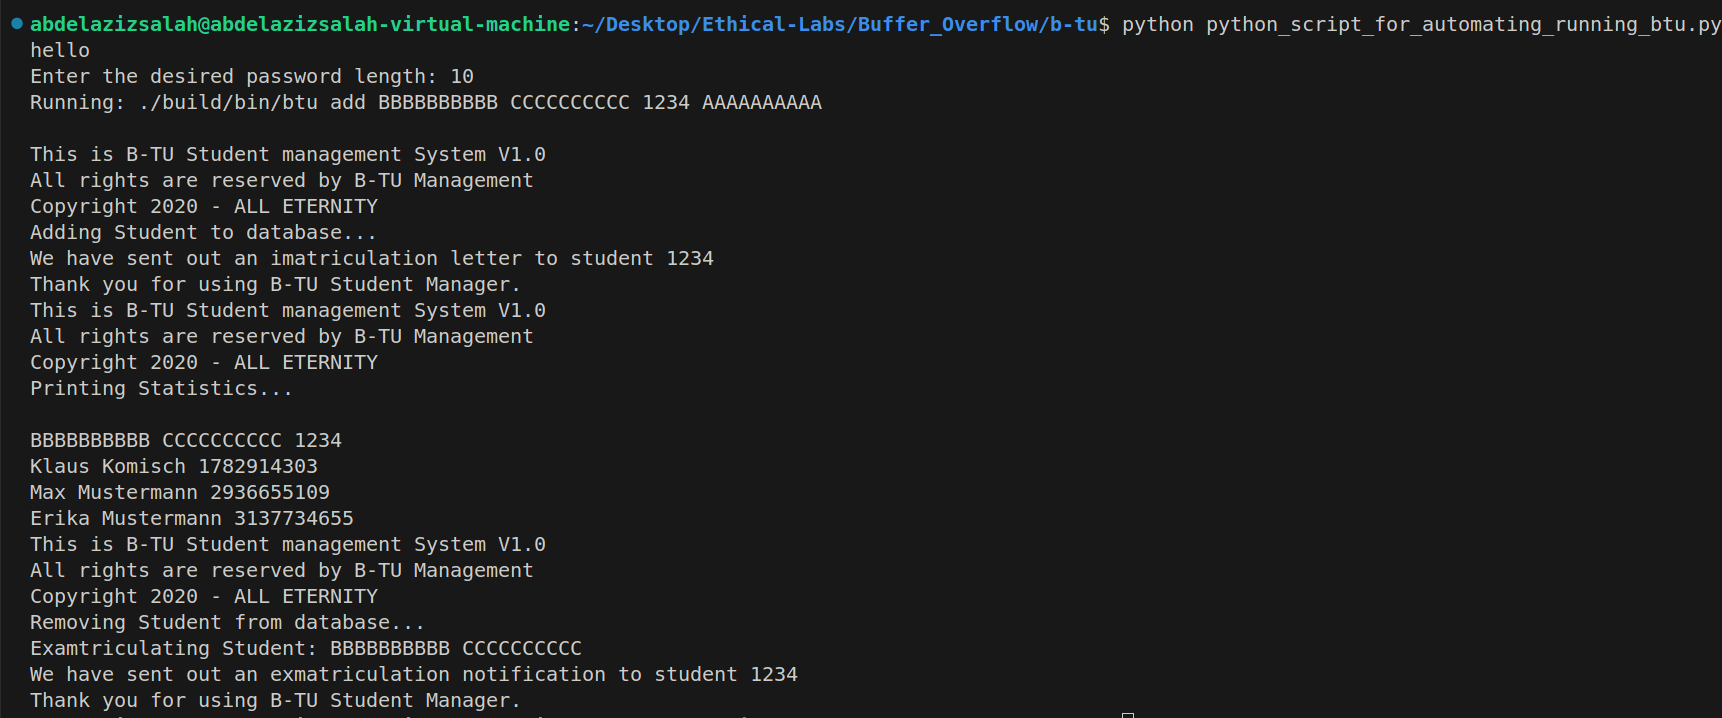 abdelazizsalah@abdelazizsalah-virtual-machine:~/Desktop/Ethical-Labs/Buffer_Overflow/b-tu$ python python_script_for_automating_running_btu.py
hello
Enter the desired password length: 10
Running: ./build/bin/btu add BBBBBBBBBB CCCCCCCCCC 1234 AAAAAAAAAA
This is B-TU Student management System V1.0
All rights are reserved by B-TU Management
Copyright 2020 - ALL ETERNITY
Adding Student to database...
We have sent out an imatriculation letter to student 1234
Thank you for using B-TU Student Manager.
This is B-TU Student management System V1.0
All rights are reserved by B-TU Management
Copyright 2020 - ALL ETERNITY
Printing Statistics...
BBBBBBBBBB CCCCCCCCCC 1234
Klaus Komisch 1782914303
Max Mustermann 2936655109
Erika Mustermann 3137734655
This is B-TU Student management System V1.0
All rights are reserved by B-TU Management
Copyright 2020 - ALL ETERNITY
Removing Student from database...
Examtriculating Student: BBBBBBBBBB CCCCCCCCCC
We have sent out an exmatriculation notification to student 1234
Thank you for using B-TU Student Manager.